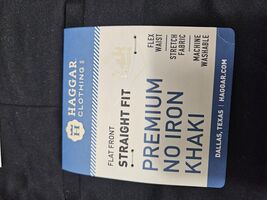 HAGGAR
CLOTHING CO
FLAT FRONT
STRAIGHT FIT
FLEX
WAIST
STRETCH
FABRIC
MACHINE
WASHABLE
PREMIUM
NO IRON
KHAKI
DALLAS, TEXAS | HAGGAR.COM